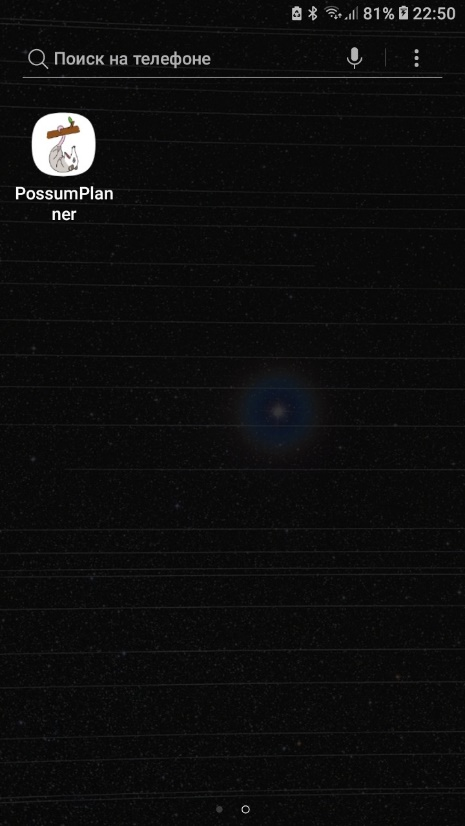 81% 22:50
Поиск на телефоне
PossumPlan
ner